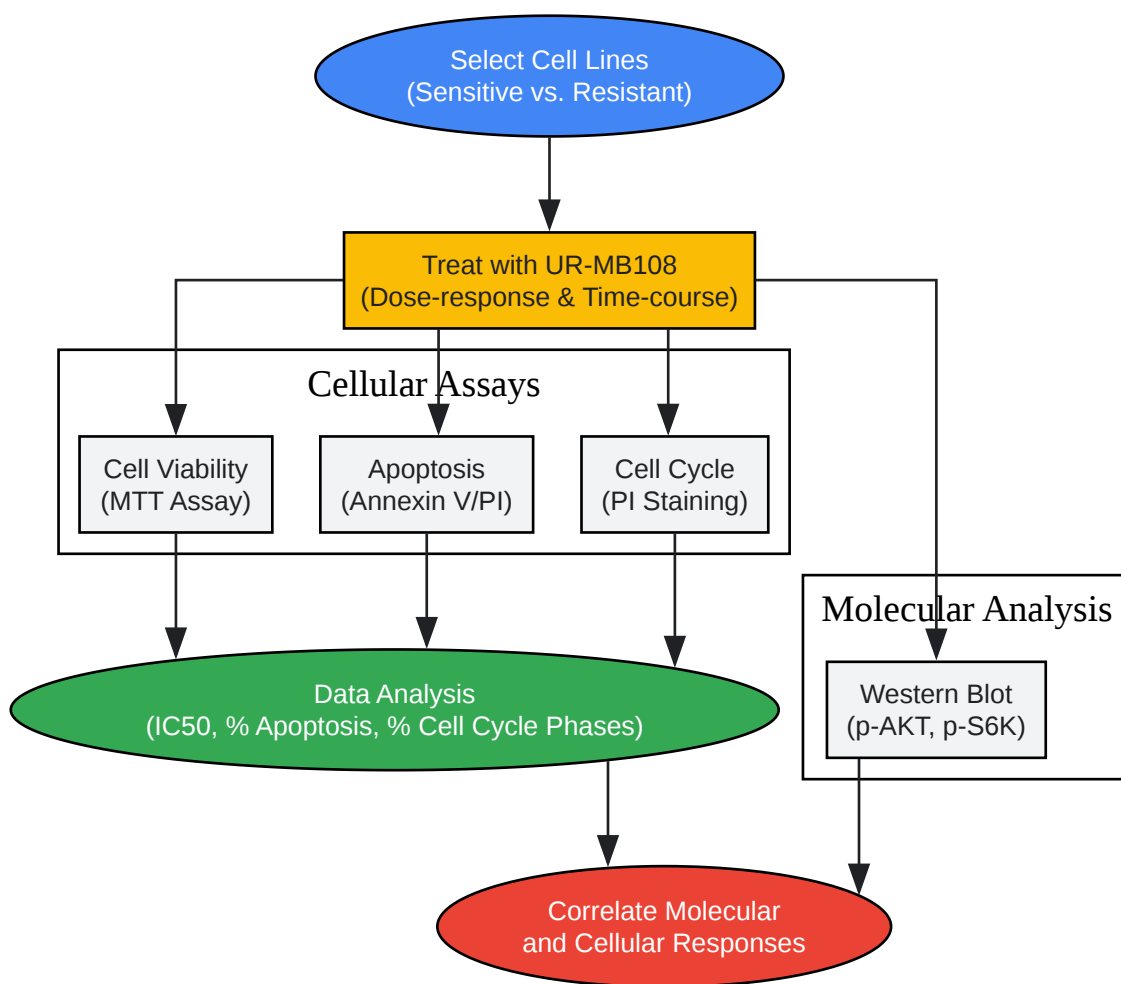 Select Cell Lines
(Sensitive vs. Resistant)
Treat with UR-MB108
(Dose-response & Time-course)
Cellular Assays
Cell Viability
(MTT Assay)
Apoptosis
(Annexin V/PI)
Cell Cycle
(PI Staining)
Molecular Analysis
Western Blot
(p-AKT, p-S6K)
Data Analysis
(IC50, % Apoptosis, % Cell Cycle Phases)
Correlate Molecular
and Cellular Responses